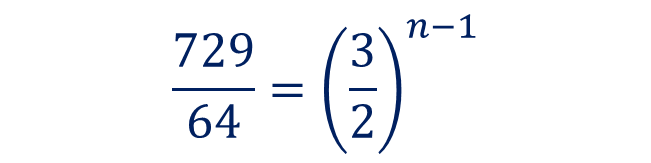 729/64 = (3/2)^{n−1}